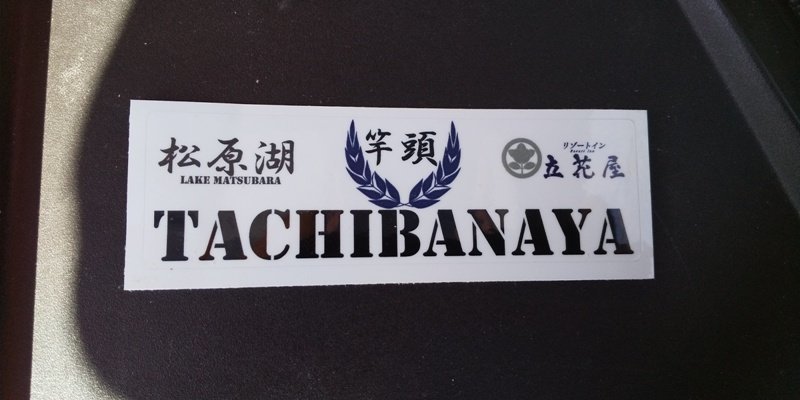 松原湖
LAKE MATSUBARA
竿頭
リゾートイン
Resort Inn
立花屋
TACHIBANAYA